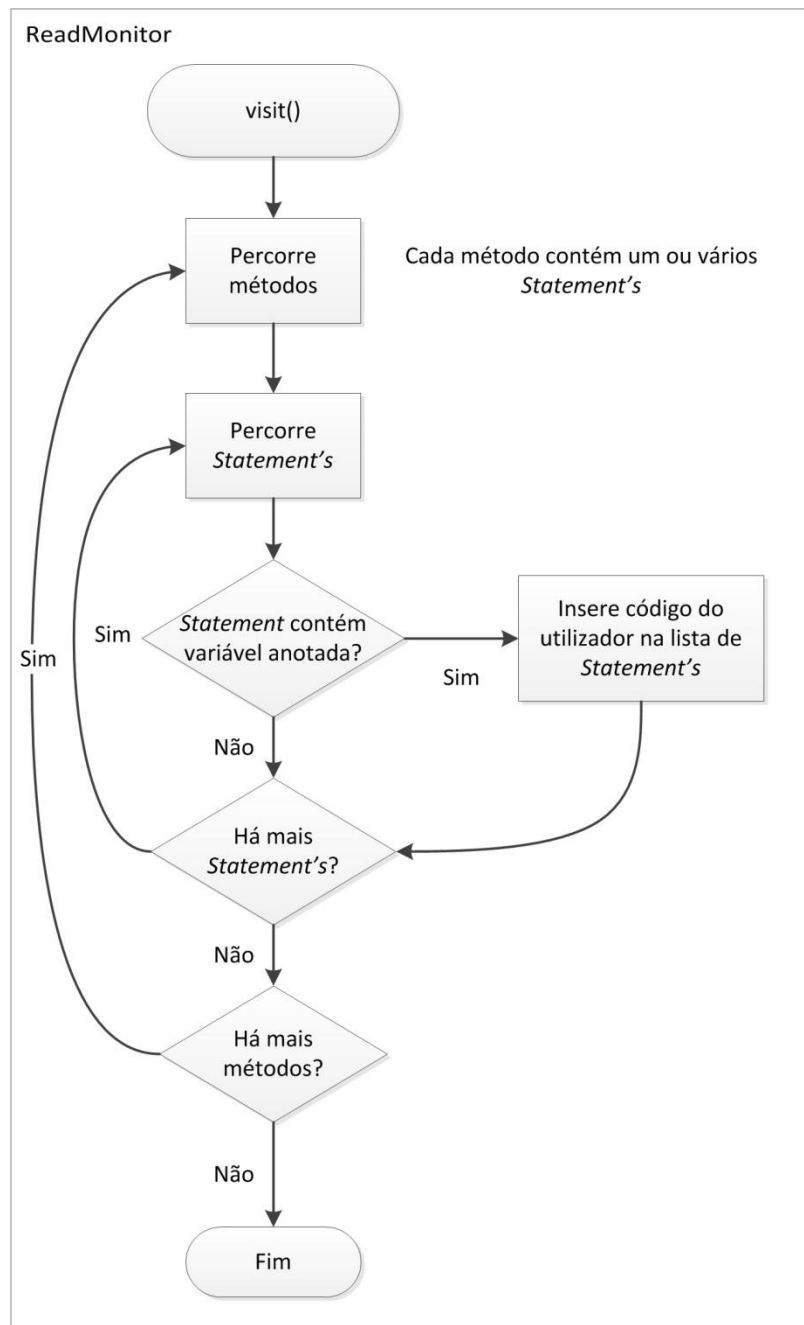 ReadMonitor
visit()
Percorre
métodos
Cada método contém um ou vários
Statement's
Percorre
Statement's
Statement contém
variável anotada?
Sim
Insere código do
utilizador na lista de
Statement's
Sim
Sim
Não
Há mais
Statement's?
Não
Há mais
métodos?
Não
Fim